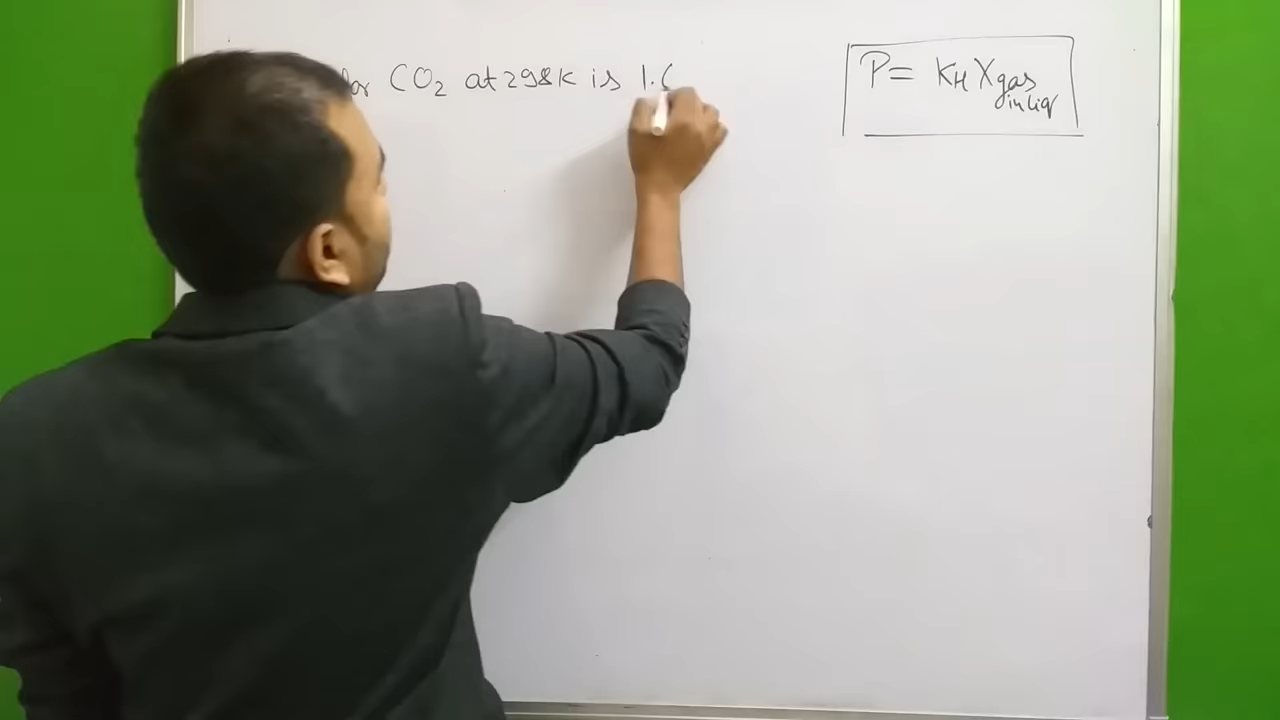 CO₂ at 298K is 1.
P = KH Xgas
in liq